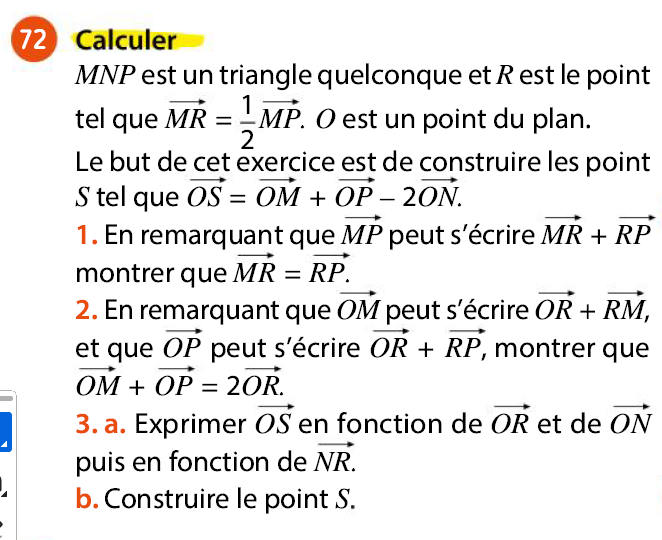 72 Calculer
MNP est un triangle quelconque et R est le point
tel que $\overrightarrow{MR} = \frac{1}{2}\overrightarrow{MP}$. O est un point du plan.
Le but de cet exercice est de construire les point
S tel que $\overrightarrow{OS} = \overrightarrow{OM} + \overrightarrow{OP} - 2\overrightarrow{ON}$.
1. En remarquant que $\overrightarrow{MP}$ peut s'écrire $\overrightarrow{MR} + \overrightarrow{RP}$
montrer que $\overrightarrow{MR} = \overrightarrow{RP}$.
2. En remarquant que $\overrightarrow{OM}$ peut s'écrire $\overrightarrow{OR} + \overrightarrow{RM}$,
et que $\overrightarrow{OP}$ peut s'écrire $\overrightarrow{OR} + \overrightarrow{RP}$, montrer que
$\overrightarrow{OM} + \overrightarrow{OP} = 2\overrightarrow{OR}$.
3. a. Exprimer $\overrightarrow{OS}$ en fonction de $\overrightarrow{OR}$ et de $\overrightarrow{ON}$
puis en fonction de $\overrightarrow{NR}$.
b. Construire le point S.